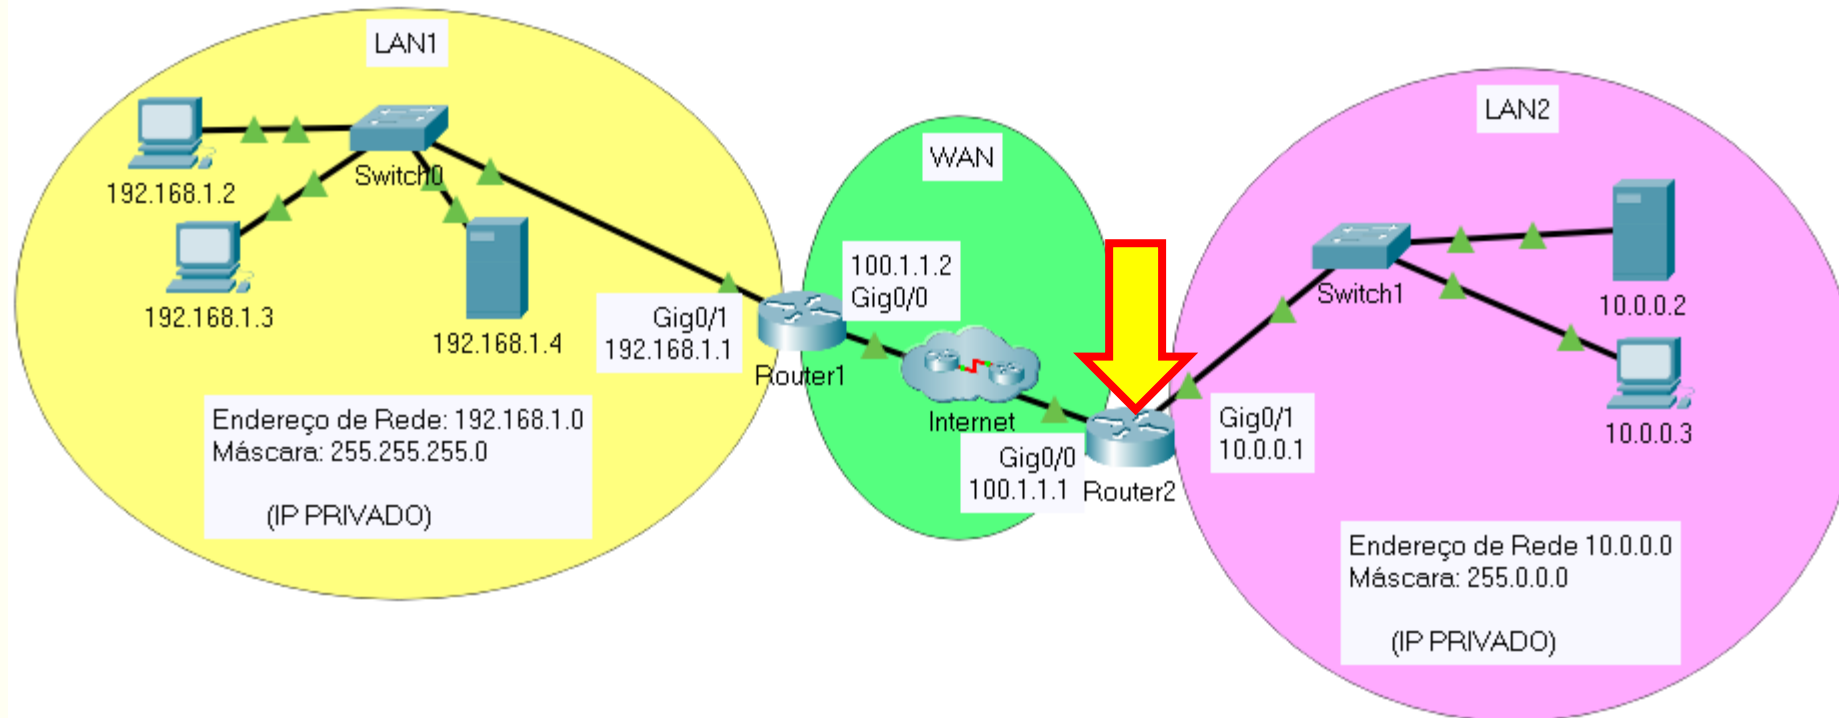 LAN1
192.168.1.2
Switch0
192.168.1.3
192.168.1.4
Gig0/1
192.168.1.1
Router1
Endereço de Rede: 192.168.1.0
Máscara: 255.255.255.0
(IP PRIVADO)
WAN
100.1.1.2
Gig0/0
Internet
Gig0/0
100.1.1.1
Router2
LAN2
Switch1
10.0.0.2
10.0.0.3
Gig0/1
10.0.0.1
Endereço de Rede 10.0.0.0
Máscara: 255.0.0.0
(IP PRIVADO)